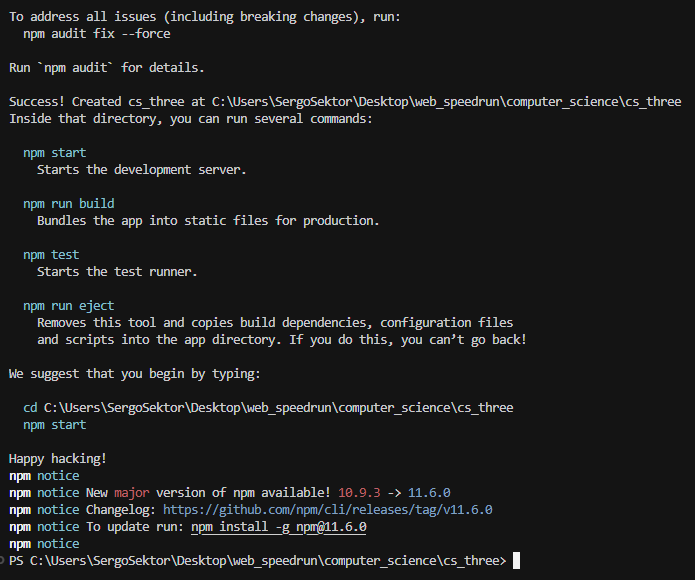 To address all issues (including breaking changes), run:
  npm audit fix --force
Run `npm audit` for details.
Success! Created cs_three at C:\Users\SergoSektor\Desktop\web_speedrun\computer_science\cs_three
Inside that directory, you can run several commands:
  npm start
    Starts the development server.
  npm run build
    Bundles the app into static files for production.
  npm test
    Starts the test runner.
  npm run eject
    Removes this tool and copies build dependencies, configuration files
    and scripts into the app directory. If you do this, you can’t go back!
We suggest that you begin by typing:
  cd C:\Users\SergoSektor\Desktop\web_speedrun\computer_science\cs_three
  npm start
Happy hacking!
npm notice
npm notice New major version of npm available! 10.9.3 -> 11.6.0
npm notice Changelog: https://github.com/npm/cli/releases/tag/v11.6.0
npm notice To update run: npm install -g npm@11.6.0
npm notice
PS C:\Users\SergoSektor\Desktop\web_speedrun\computer_science\cs_three>